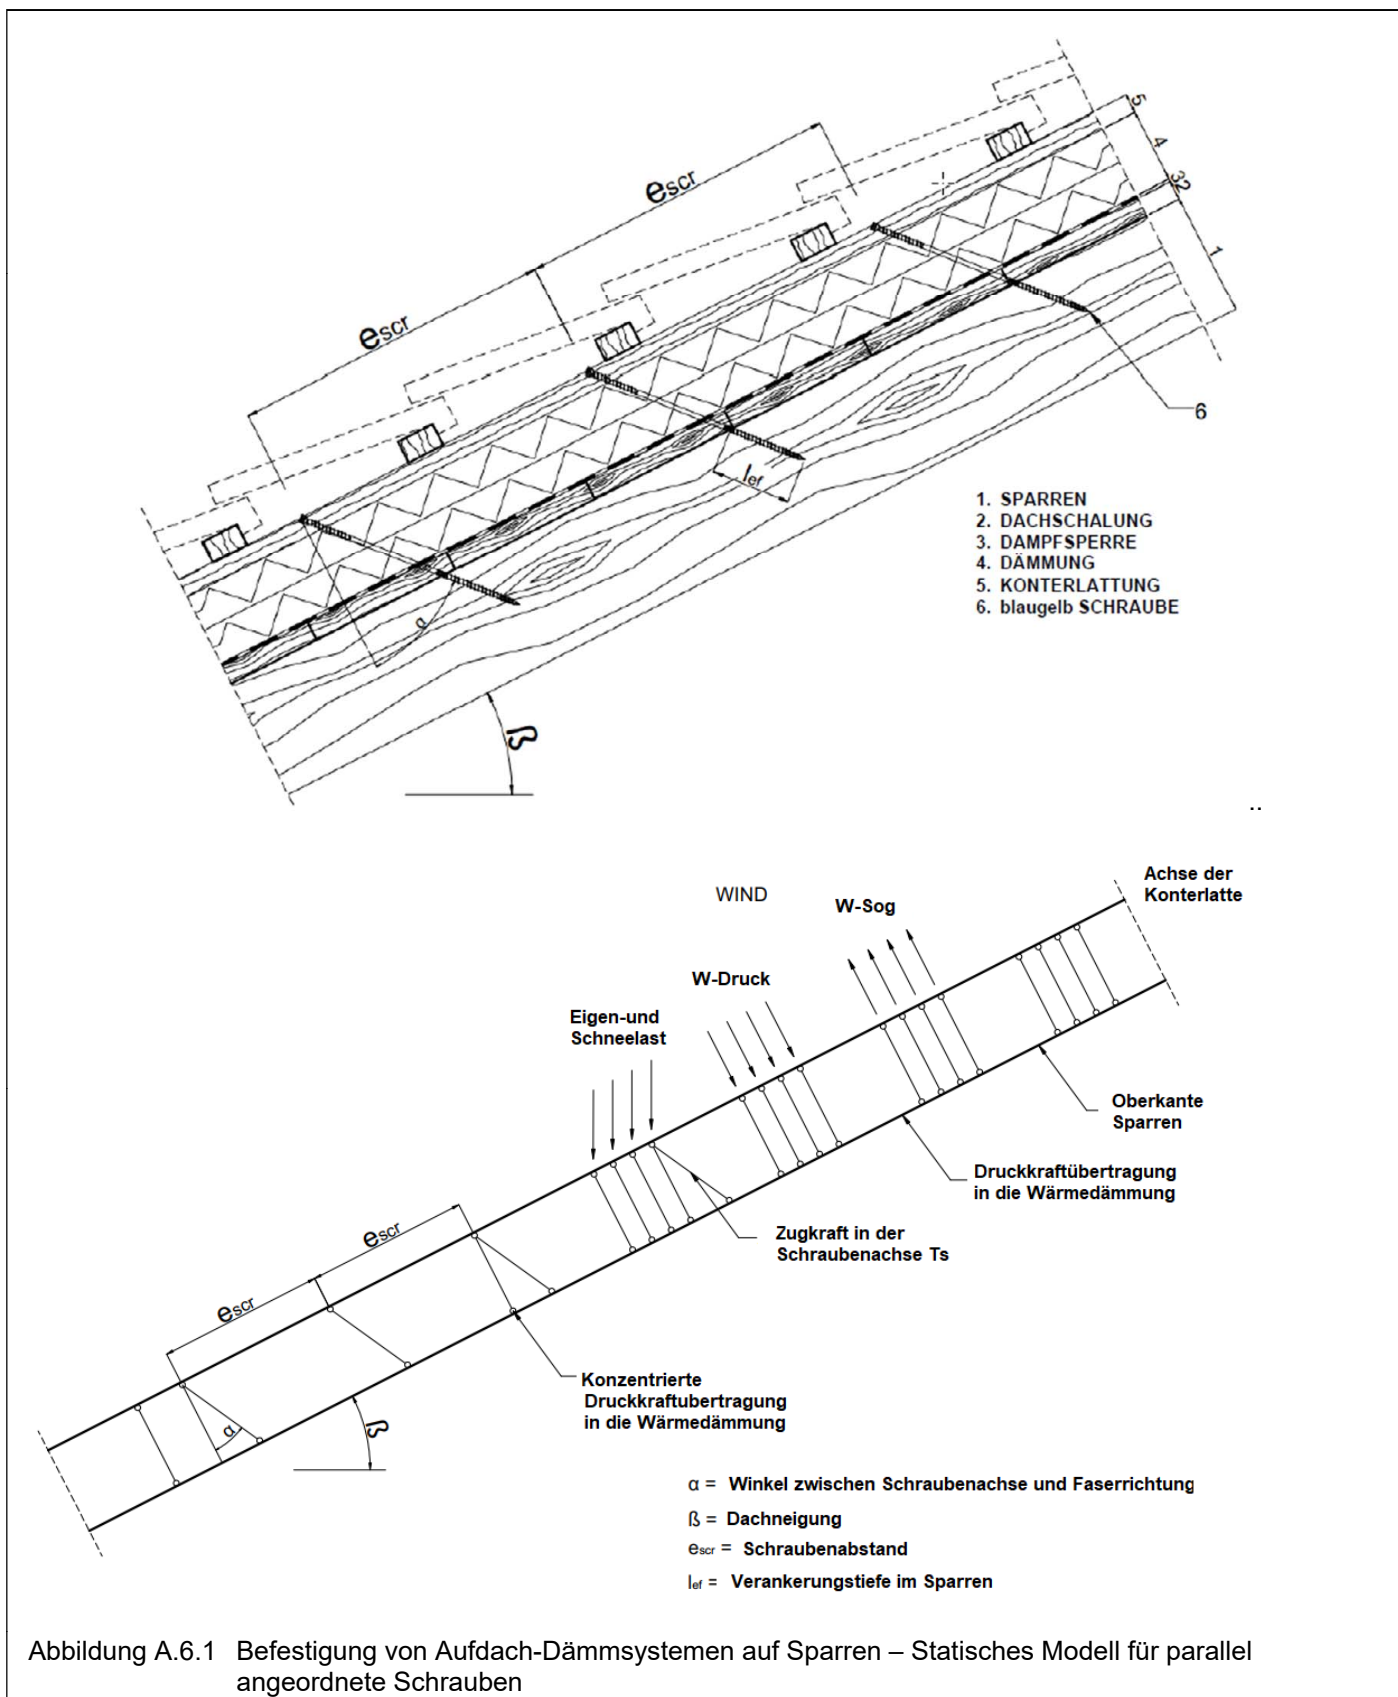 escr
escr
5
4
32
1
6
lef
α
ß
1. SPARREN
2. DACHSCHALUNG
3. DAMPFSPERRE
4. DÄMMUNG
5. KONTERLATTUNG
6. blaugelb SCHRAUBE
..
WIND
Achse der
Konterlatte
W-Sog
W-Druck
Eigen-und
Schneelast
Oberkante
Sparren
Druckkraftübertragung
in die Wärmedämmung
Zugkraft in der
Schraubenachse Ts
escr
escr
Konzentrierte
Druckkraftubertragung
in die Wärmedämmung
α
ß
α = Winkel zwischen Schraubenachse und Faserrichtung
ß = Dachneigung
escr = Schraubenabstand
lef = Verankerungstiefe im Sparren
Abbildung A.6.1 Befestigung von Aufdach-Dämmsystemen auf Sparren – Statisches Modell für parallel
angeordnete Schrauben